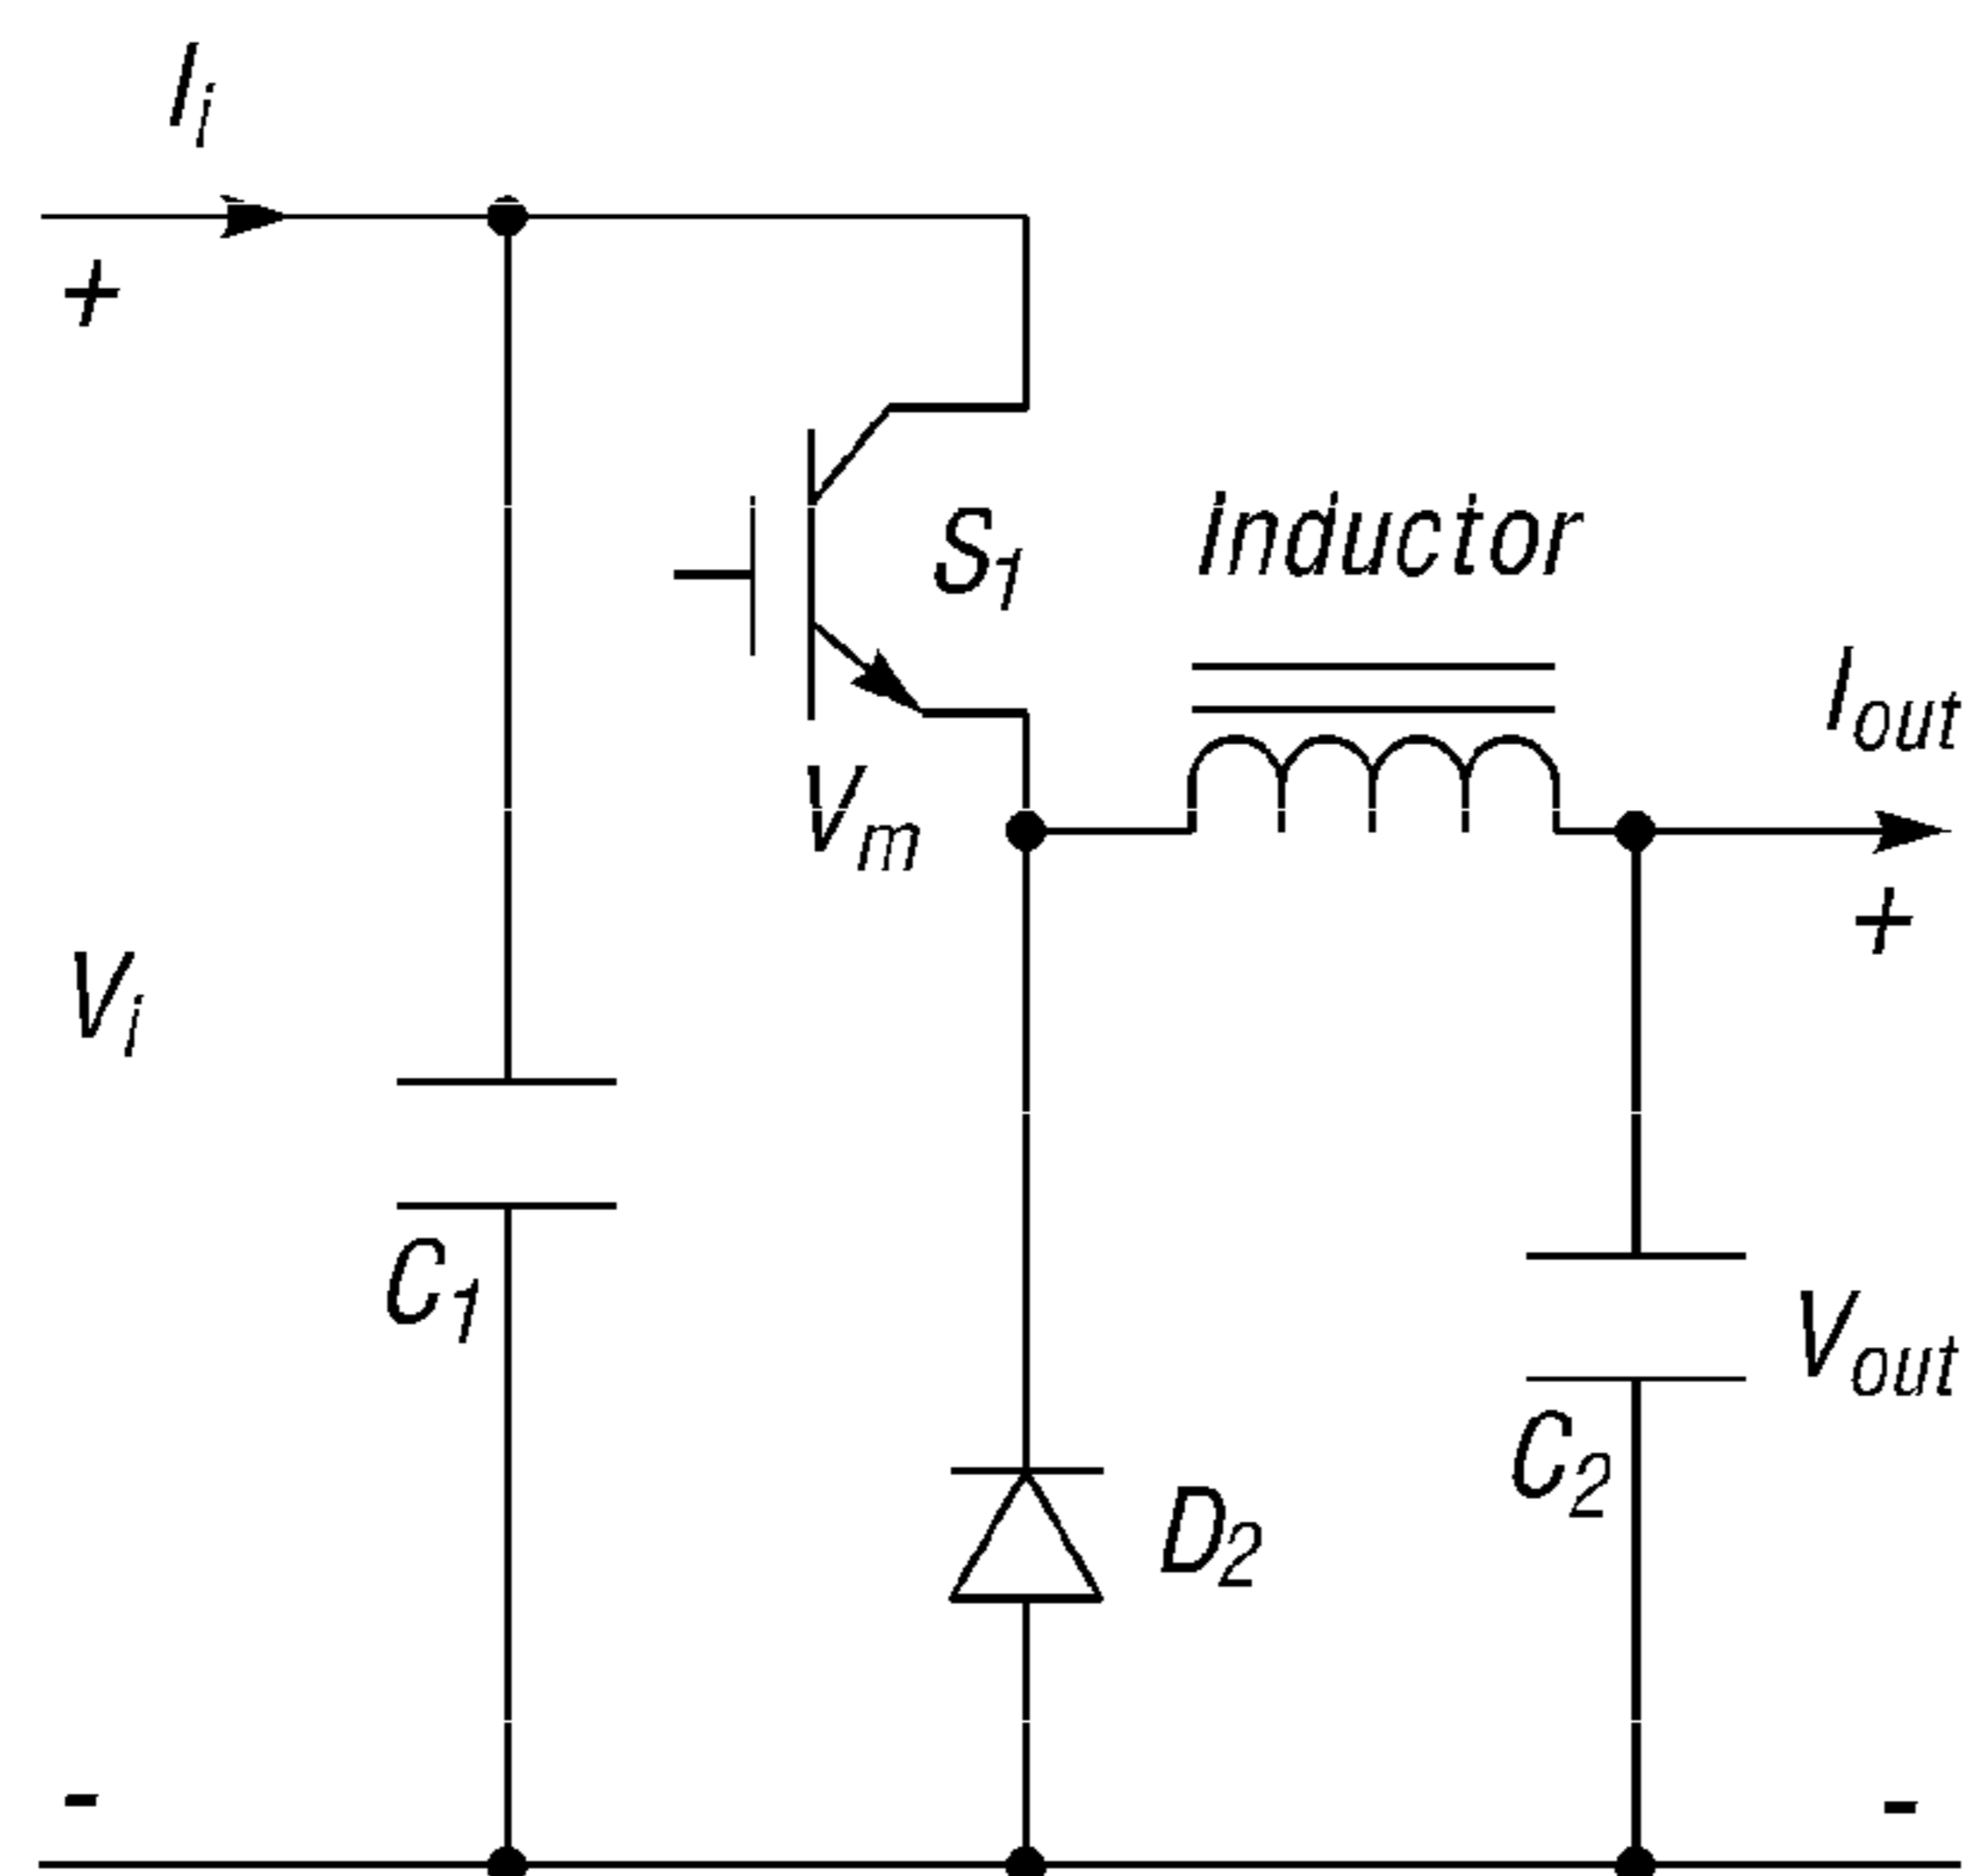 Ii
+
S1
inductor
Iout
Vm
+
Vi
C1
Vout
C2
D2
-
-